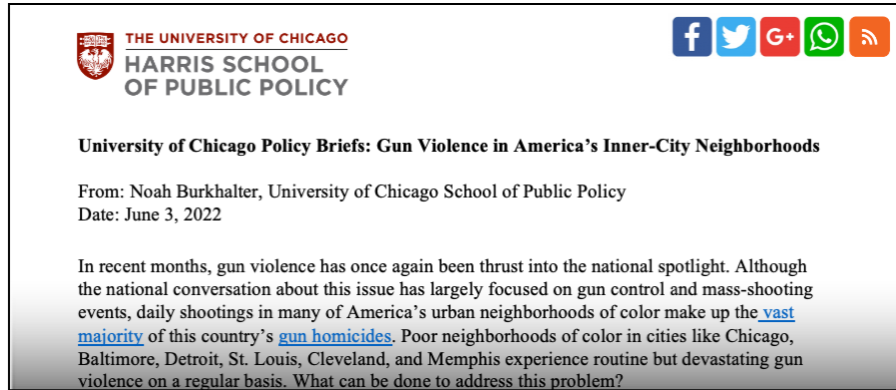 THE UNIVERSITY OF CHICAGO
HARRIS SCHOOL
OF PUBLIC POLICY
f
G+
University of Chicago Policy Briefs: Gun Violence in America’s Inner-City Neighborhoods
From: Noah Burkhalter, University of Chicago School of Public Policy
Date: June 3, 2022
In recent months, gun violence has once again been thrust into the national spotlight. Although
the national conversation about this issue has largely focused on gun control and mass-shooting
events, daily shootings in many of America’s urban neighborhoods of color make up the vast
majority of this country’s gun homicides. Poor neighborhoods of color in cities like Chicago,
Baltimore, Detroit, St. Louis, Cleveland, and Memphis experience routine but devastating gun
violence on a regular basis. What can be done to address this problem?